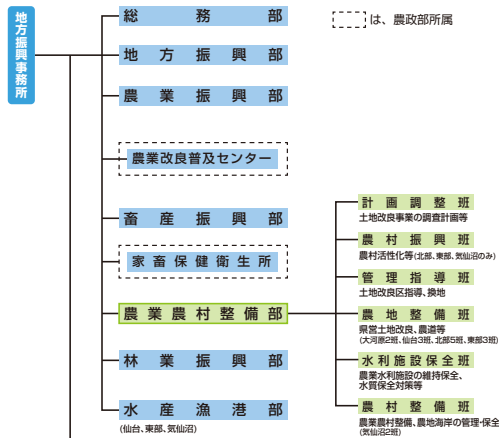 地方振興事務所
総務部
は、農政部所属
地方振興部
農業振興部
農業改良普及センター
畜産振興部
家畜保健衛生所
農業農村整備部
林業振興部
水産漁港部
(仙台、東部、気仙沼)
計画調整班
土地改良事業の調査計画等
農村振興班
農村活性化等(北部、東部、気仙沼のみ)
管理指導班
土地改良区指導、換地
農地整備班
県営土地改良、農道等
(大河原2班、仙台3班、北部5班、東部3班)
水利施設保全班
農業水利施設の維持保全、
水質保全対策等
農村整備班
農業農村整備、農地海岸の管理・保全
(気仙沼2班)